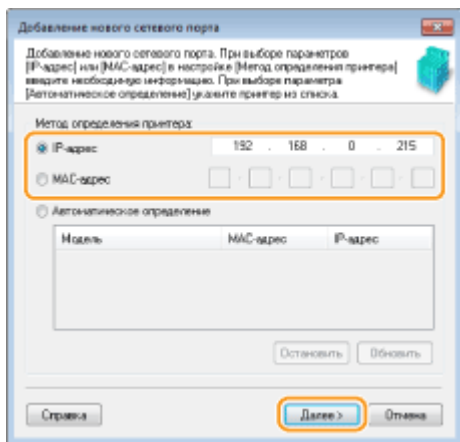 Добавление нового сетевого порта
Добавление нового сетевого порта. При выборе параметров
[IP-адрес] или [MAC-адрес] в настройке [Метод определения принтера]
введите необходимую информацию. При выборе параметра
[Автоматическое определение] укажите принтер из списка.
Метод определения принтера:
IP-адрес 192 . 168 . 0 . 215
MAC-адрес - - - - -
Автоматическое определение
Модель MAC-адрес IP-адрес
Остановить Обновить
Справка Далее > Отмена